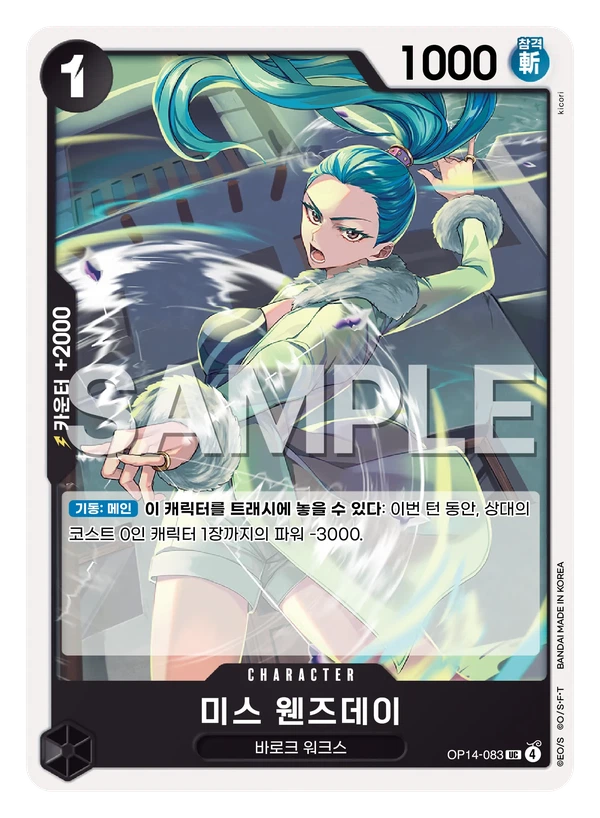 1
1000
참격
斬
kicori
카운터 +2000
SAMPLE
기동: 메인 이 캐릭터를 트래시에 놓을 수 있다: 이번 턴 동안, 상대의
코스트 0인 캐릭터 1장까지의 파워 -3000.
CHARACTER
미스 웬즈데이
바로크 워크스
OP14-083 UC 4
©EO/S ©O/S·F·T BANDAI MADE IN KOREA